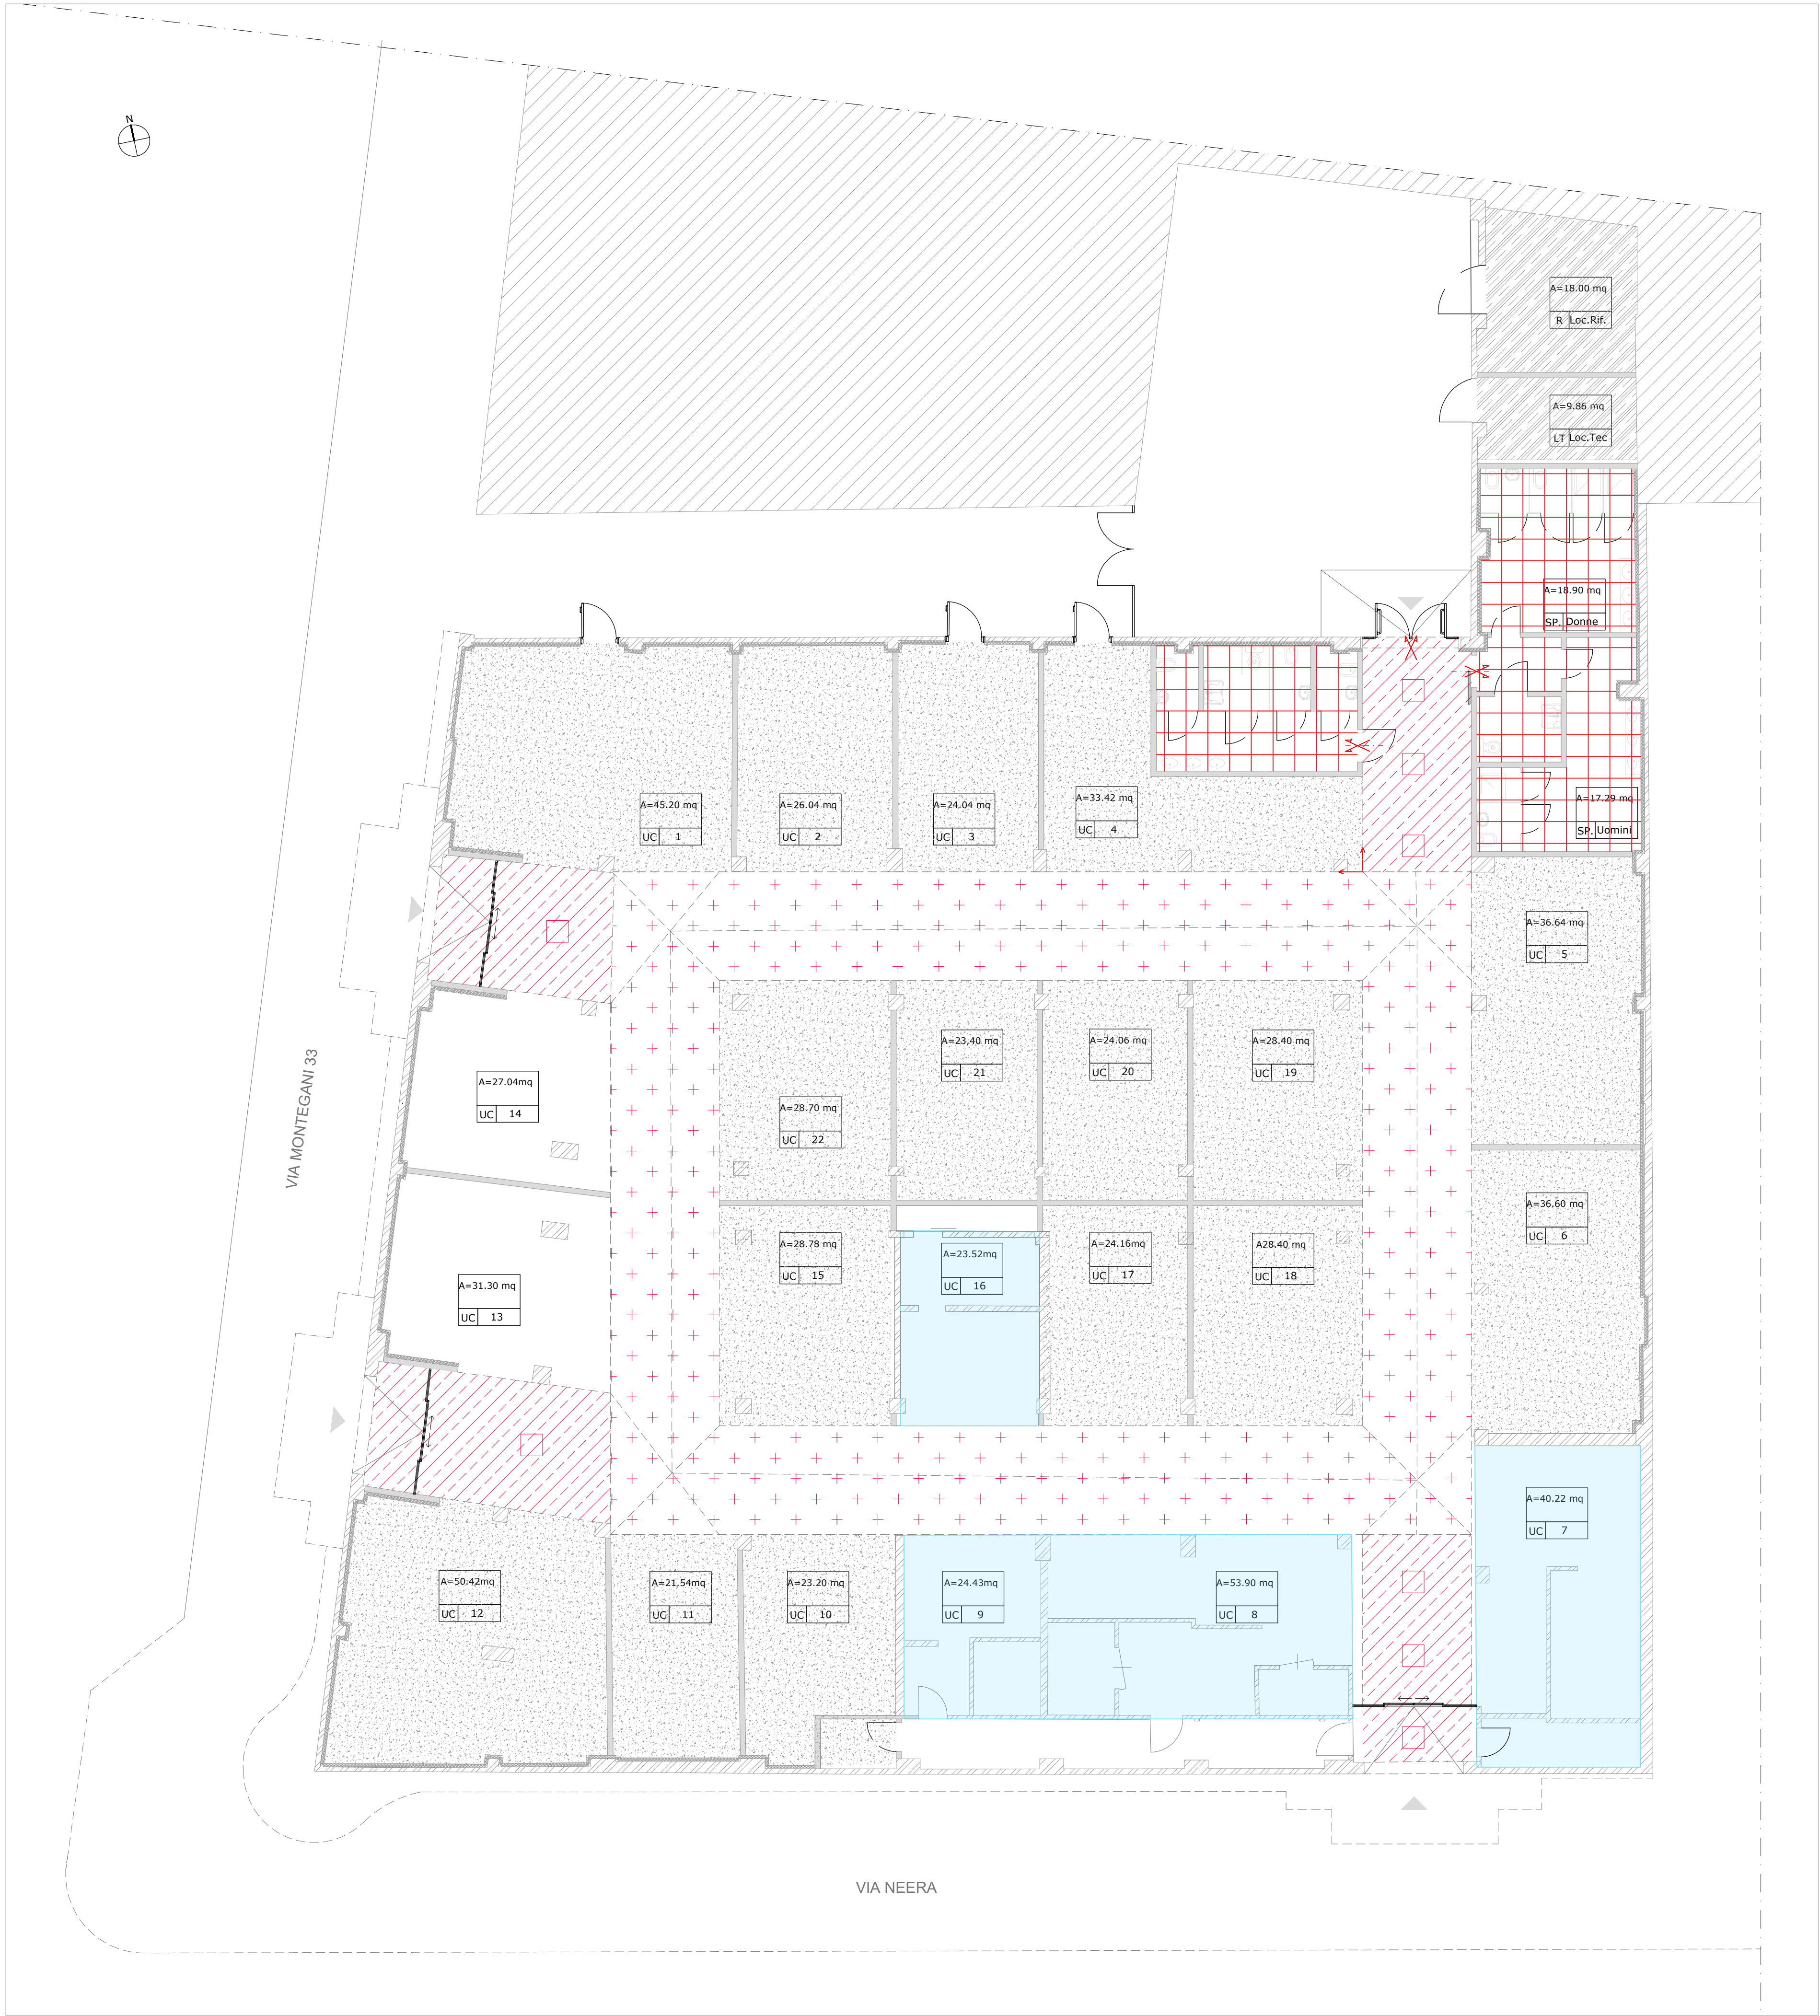 N
A=18.00 mq
R Loc.Rif.
A=9.86 mq
LT Loc.Tec
A=18.90 mq
SP. Donne
A=45.20 mq
UC 1
A=26.04 mq
UC 2
A=24.04 mq
UC 3
A=33.42 mq
UC 4
A=17.29 mq
SP. Uomini
A=36.64 mq
UC 5
A=23,40 mq
UC 21
A=24.06 mq
UC 20
A=28.40 mq
UC 19
A=27.04mq
UC 14
A=28.70 mq
UC 22
VIA MONTEGANI 33
A=36,60 mq
UC 6
A=28.78 mq
UC 15
A=23.52mq
UC 16
A=24.16mq
UC 17
A28.40 mq
UC 18
A=31.30 mq
UC 13
A=40.22 mq
UC 7
A=50.42mq
UC 12
A=21,54mq
UC 11
A=23.20 mq
UC 10
A=24.43mq
UC 9
A=53.90 mq
UC 8
VIA NEERA